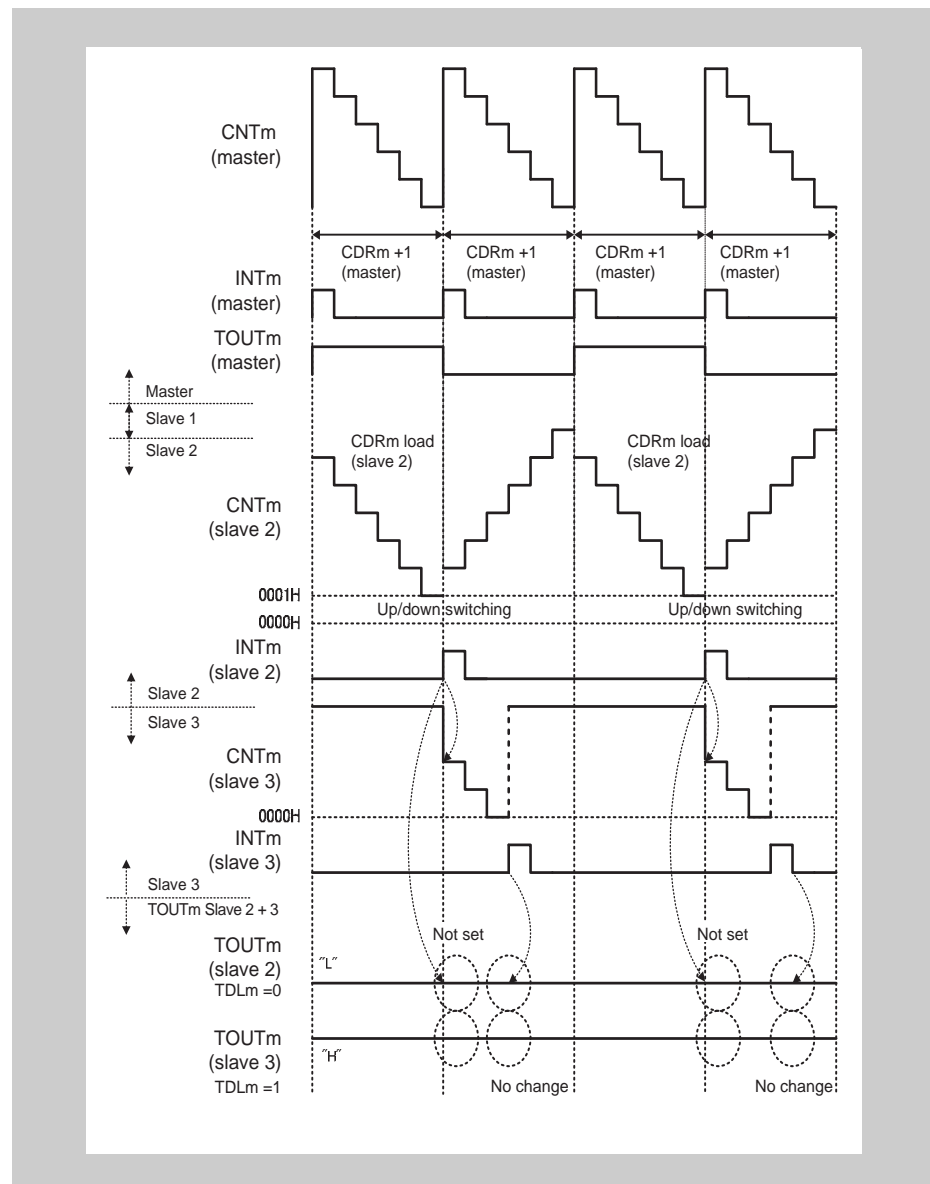 CNTm
(master)
CDRm +1
(master)
CDRm +1
(master)
CDRm +1
(master)
CDRm +1
(master)
INTm
(master)
TOUTm
(master)
Master
Slave 1
Slave 2
CDRm load
(slave 2)
CDRm load
(slave 2)
CNTm
(slave 2)
0001H
Up/down switching
Up/down switching
0000H
INTm
(slave 2)
Slave 2
Slave 3
CNTm
(slave 3)
0000H
INTm
(slave 3)
Slave 3
TOUTm Slave 2 + 3
Not set
Not set
TOUTm
(slave 2)
TDLm =0
"L"
TOUTm
(slave 3)
TDLm =1
"H"
No change
No change